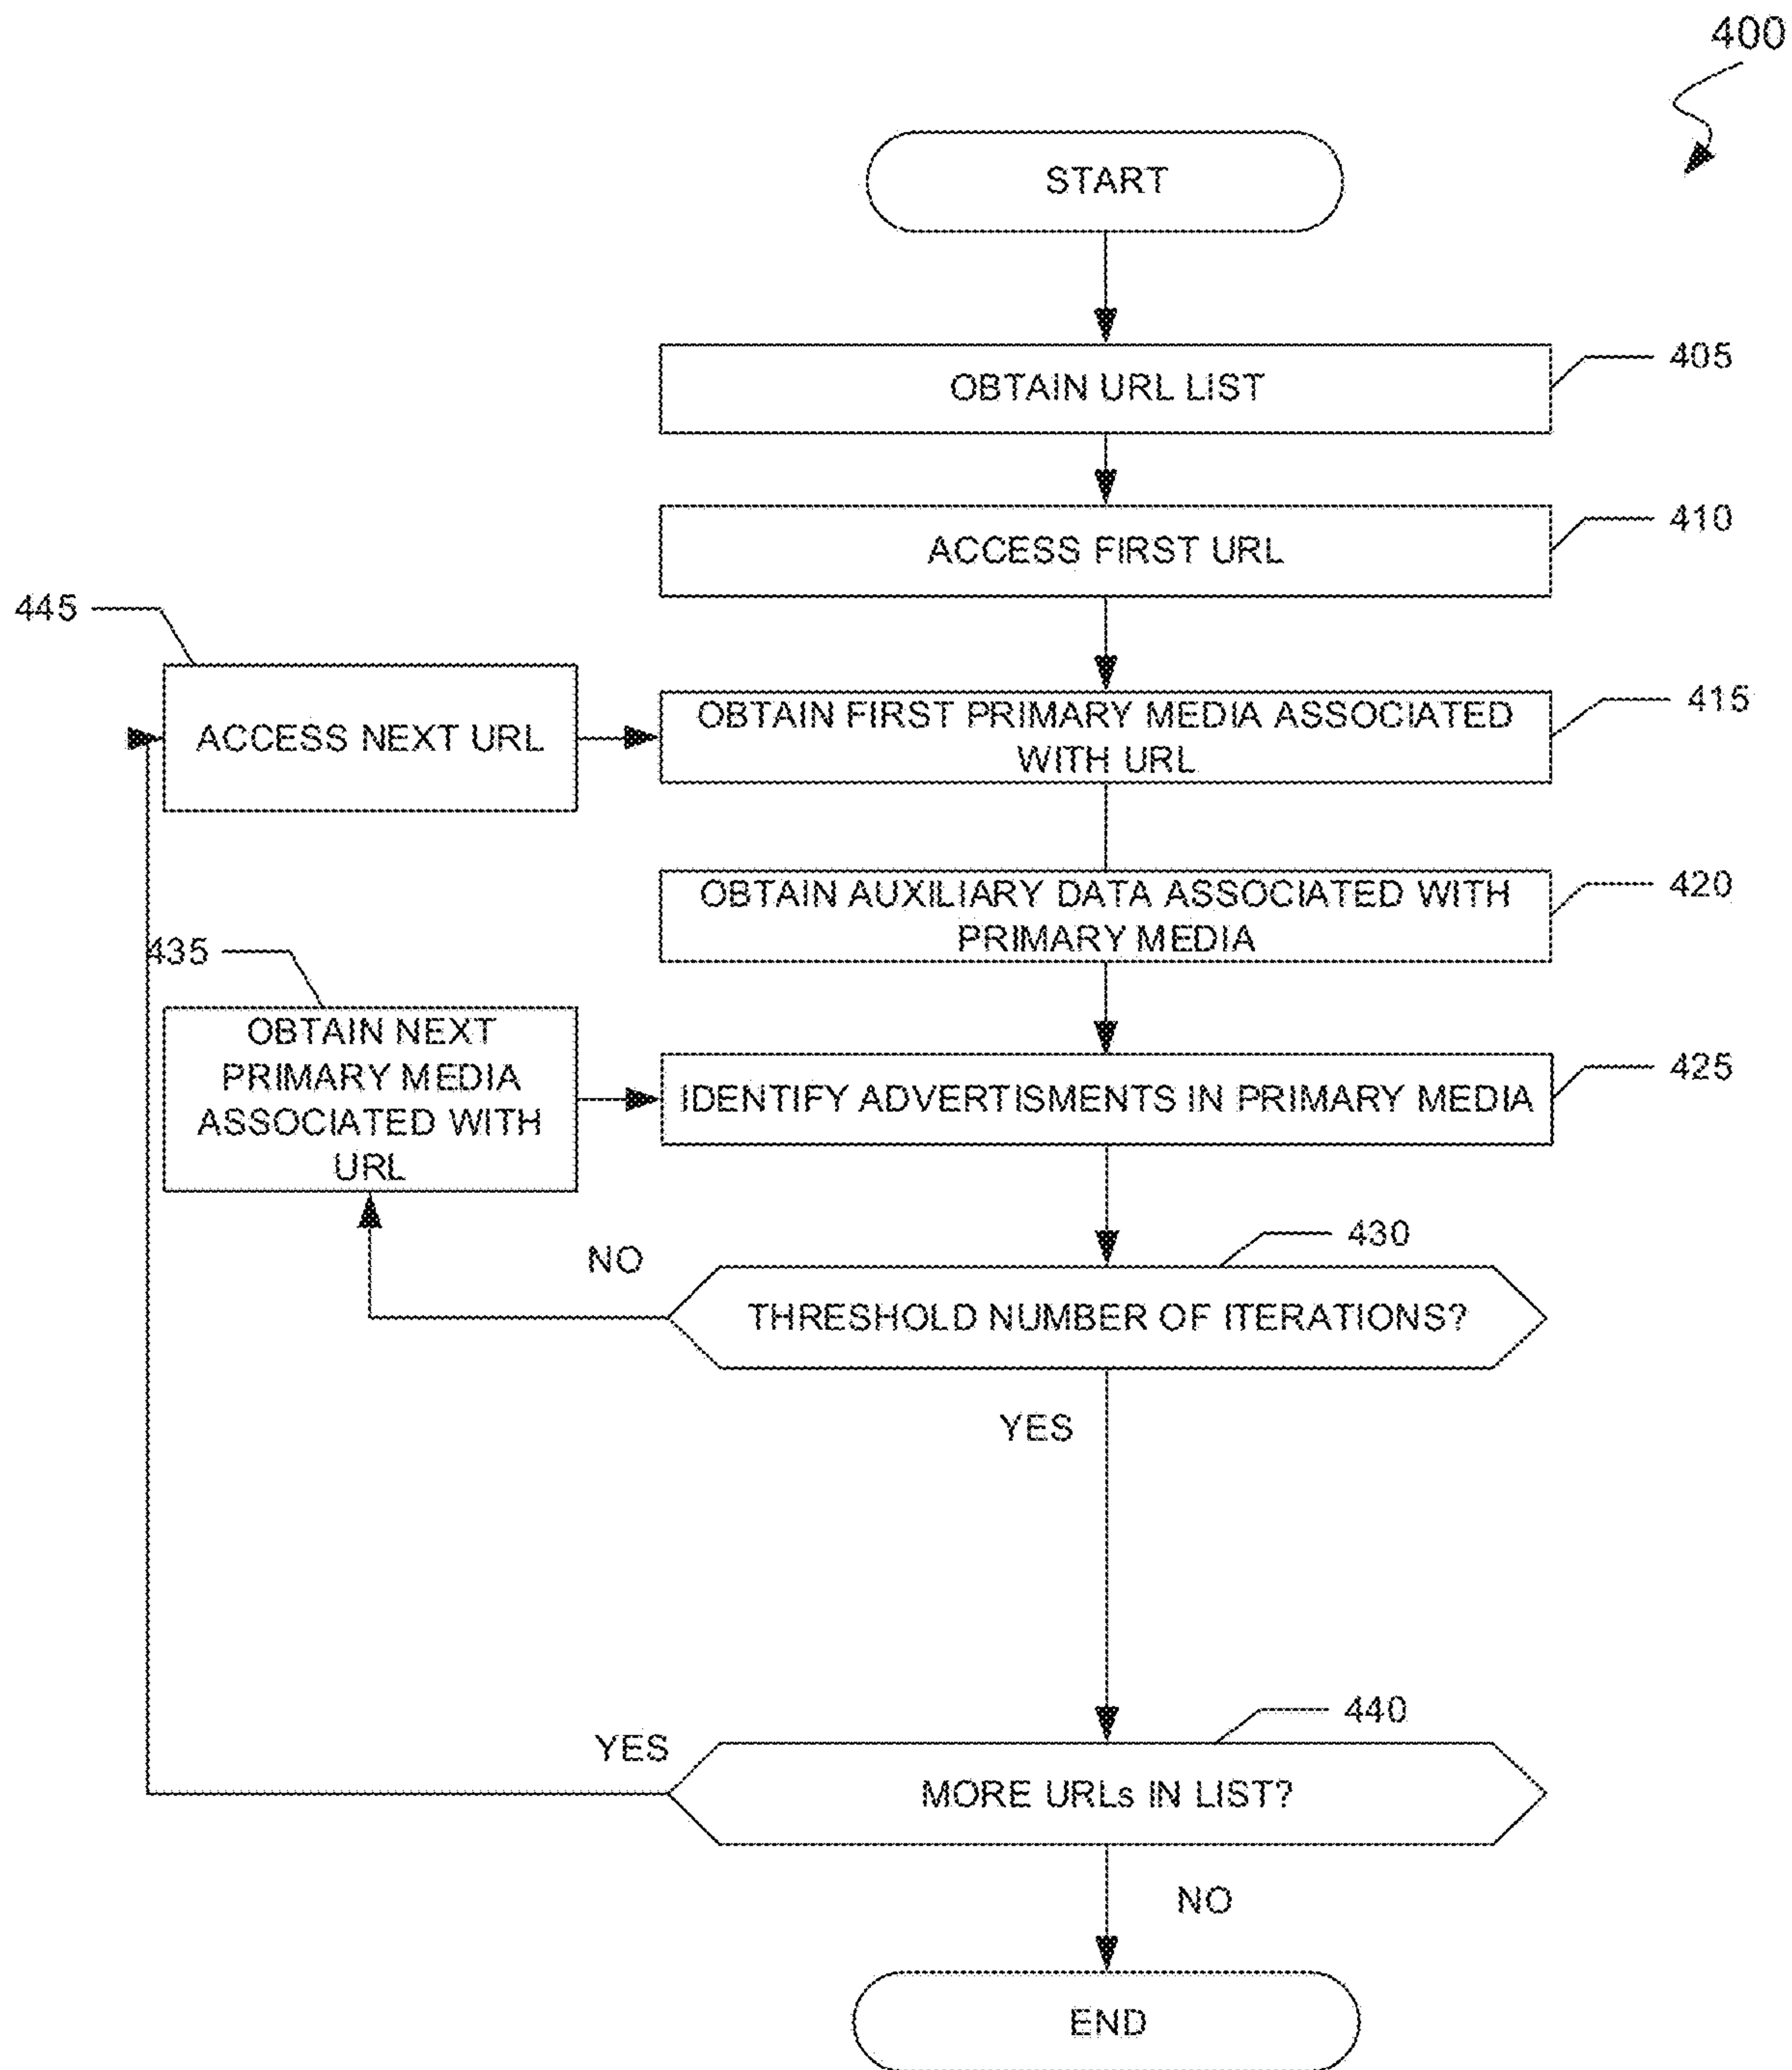 400
START
OBTAIN URL LIST
405
ACCESS FIRST URL
410
445
ACCESS NEXT URL
OBTAIN FIRST PRIMARY MEDIA ASSOCIATED
WITH URL
415
OBTAIN AUXILIARY DATA ASSOCIATED WITH
PRIMARY MEDIA
420
435
OBTAIN NEXT
PRIMARY MEDIA
ASSOCIATED WITH
URL
IDENTIFY ADVERTISMENTS IN PRIMARY MEDIA
425
NO
430
THRESHOLD NUMBER OF ITERATIONS?
YES
440
YES
MORE URLs IN LIST?
NO
END